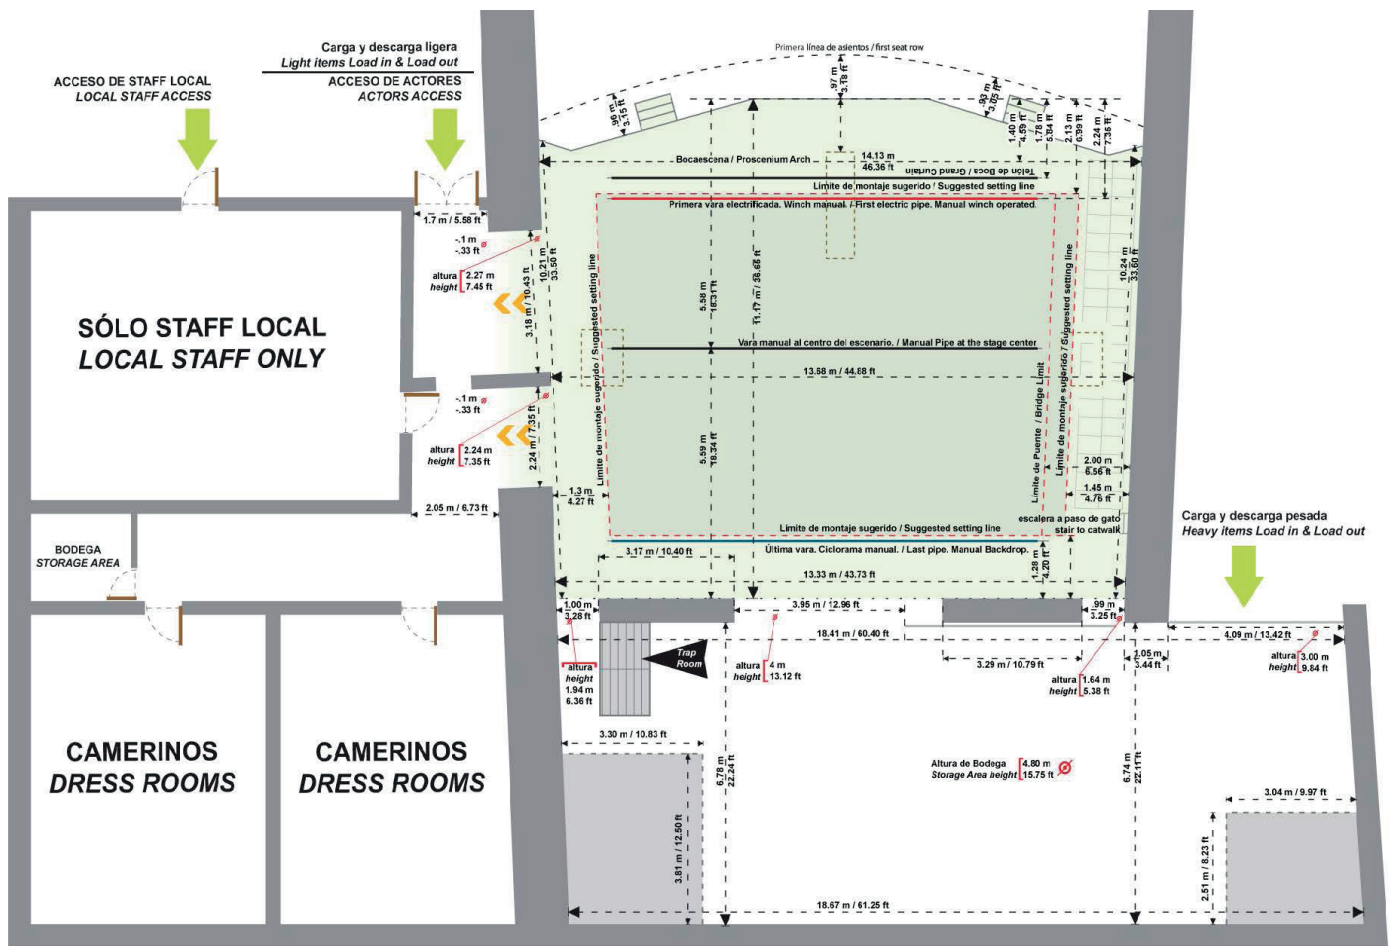 Primera línea de asientos / first seat row
Carga y descarga ligera
Light items Load in & Load out
ACCESO DE STAFF LOCAL
LOCAL STAFF ACCESS
ACCESO DE ACTORES
ACTORS ACCESS
.96 m
3.15 ft
.97 m
3.18 ft
.93 m
3.05 ft
1.40 m
4.59 ft
1.78 m
5.84 ft
2.13 m
6.99 ft
2.24 m
7.35 ft
Bocaescena / Proscenium Arch
14.13 m
46.36 ft
Telón de Boca / Grand Curtain
Límite de montaje sugerido / Suggested setting line
Primera vara electrificada. Winch manual. / First electric pipe. Manual winch operated.
1.7 m / 5.58 ft
-.1 m
-.33 ft
altura
height
2.27 m
7.45 ft
3.18 m / 10.43 ft
10.21 m
33.50 ft
Límite de montaje sugerido / Suggested setting line
5.58 m
18.31 ft
11.17 m / 36.65 ft
10.24 m
33.60 ft
Límite de montaje sugerido / Suggested setting line
SÓLO STAFF LOCAL
LOCAL STAFF ONLY
Vara manual al centro del escenario. / Manual Pipe at the stage center
13.68 m / 44.88 ft
-.1 m
-.33 ft
altura
height
2.24 m
7.35 ft
2.24 m / 7.35 ft
5.59 m
18.34 ft
Límite de Puente / Bridge Limit
2.00 m
6.56 ft
1.45 m
4.76 ft
1.3 m
4.27 ft
2.05 m / 6.73 ft
escalera a paso de gato
stair to catwalk
Límite de montaje sugerido / Suggested setting line
Última vara. Ciclorama manual. / Last pipe. Manual Backdrop.
3.17 m / 10.40 ft
1.28 m
4.20 ft
13.33 m / 43.73 ft
Carga y descarga pesada
Heavy items Load in & Load out
BODEGA
STORAGE AREA
1.00 m
3.28 ft
3.95 m / 12.96 ft
.99 m
3.25 ft
18.41 m / 60.40 ft
4.09 m / 13.42 ft
Trap
Room
altura
height
1.94 m
6.36 ft
altura
height
4 m
13.12 ft
3.29 m / 10.79 ft
altura
height
1.64 m
5.38 ft
1.05 m
3.44 ft
altura
height
3.00 m
9.84 ft
CAMERINOS
DRESS ROOMS
CAMERINOS
DRESS ROOMS
3.30 m / 10.83 ft
6.78 m
22.24 ft
Altura de Bodega
Storage Area height
4.80 m
15.75 ft
6.74 m
22.11 ft
3.04 m / 9.97 ft
3.81 m / 12.50 ft
2.51 m / 8.23 ft
18.67 m / 61.25 ft